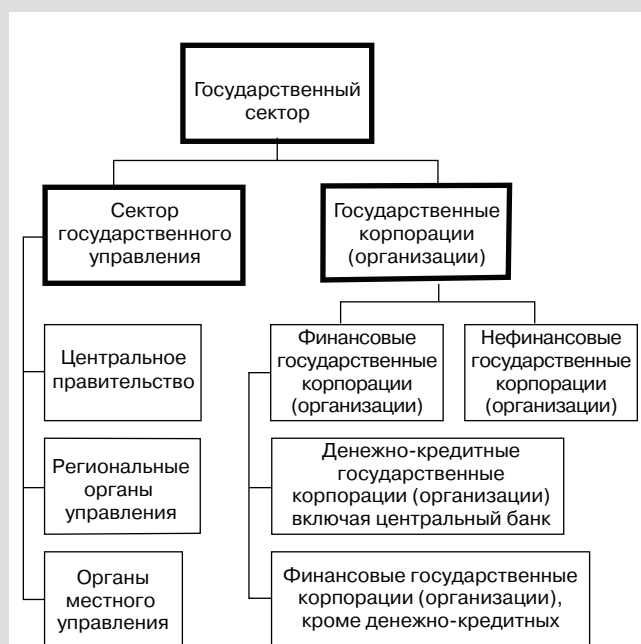 Государственный
сектор
Сектор
государственного
управления
Государственные
корпорации
(организации)
Центральное
правительство
Финансовые
государственные
корпорации
(организации)
Нефинансовые
государственные
корпорации
(организации)
Региональные
органы
управления
Денежно-кредитные
государственные
корпорации (организации)
включая центральный банк
Органы
местного
управления
Финансовые государственные
корпорации (организации),
кроме денежно-кредитных